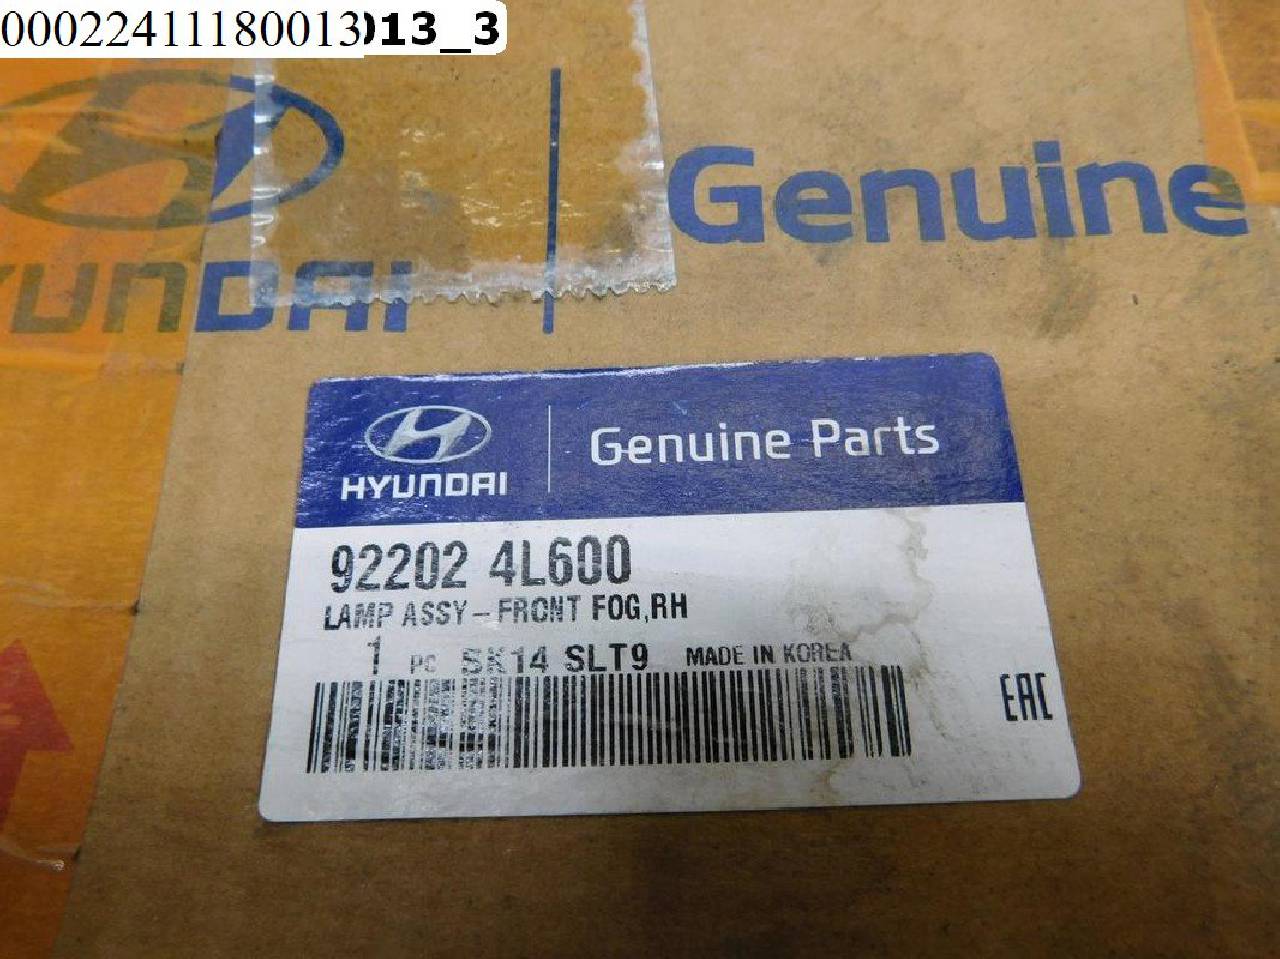 00022411180013013_3
HYUNDAI
Genuine
HYUNDAI
Genuine Parts
92202 4L600
LAMP ASSY-FRONT FOG,RH
1 PC SK14 SLT9 MADE IN KOREA
EAC